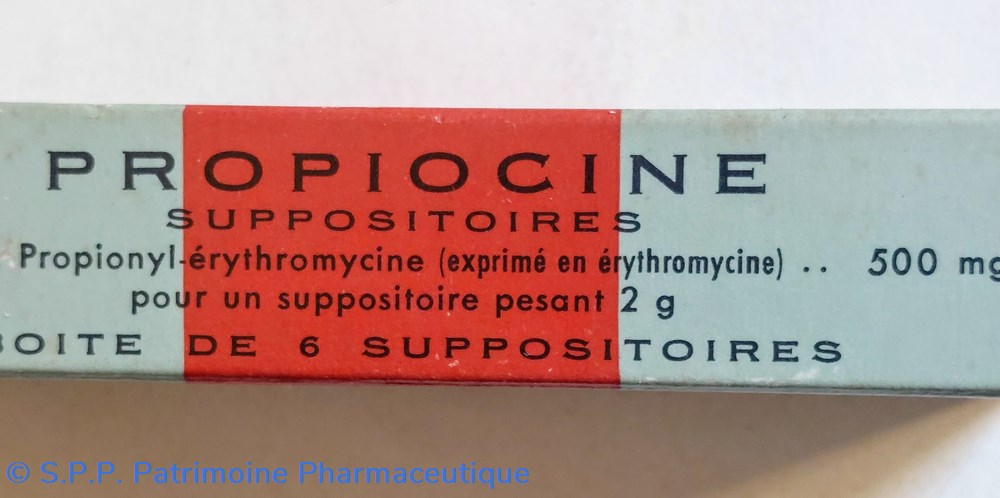 PROPIOCINE
SUPPOSITOIRES
Propionyl-érythromycine (exprimé en érythromycine) .. 500 mg
pour un suppositoire pesant 2 g
BOITE DE 6 SUPPOSITOIRES
© S.P.P. Patrimoine Pharmaceutique